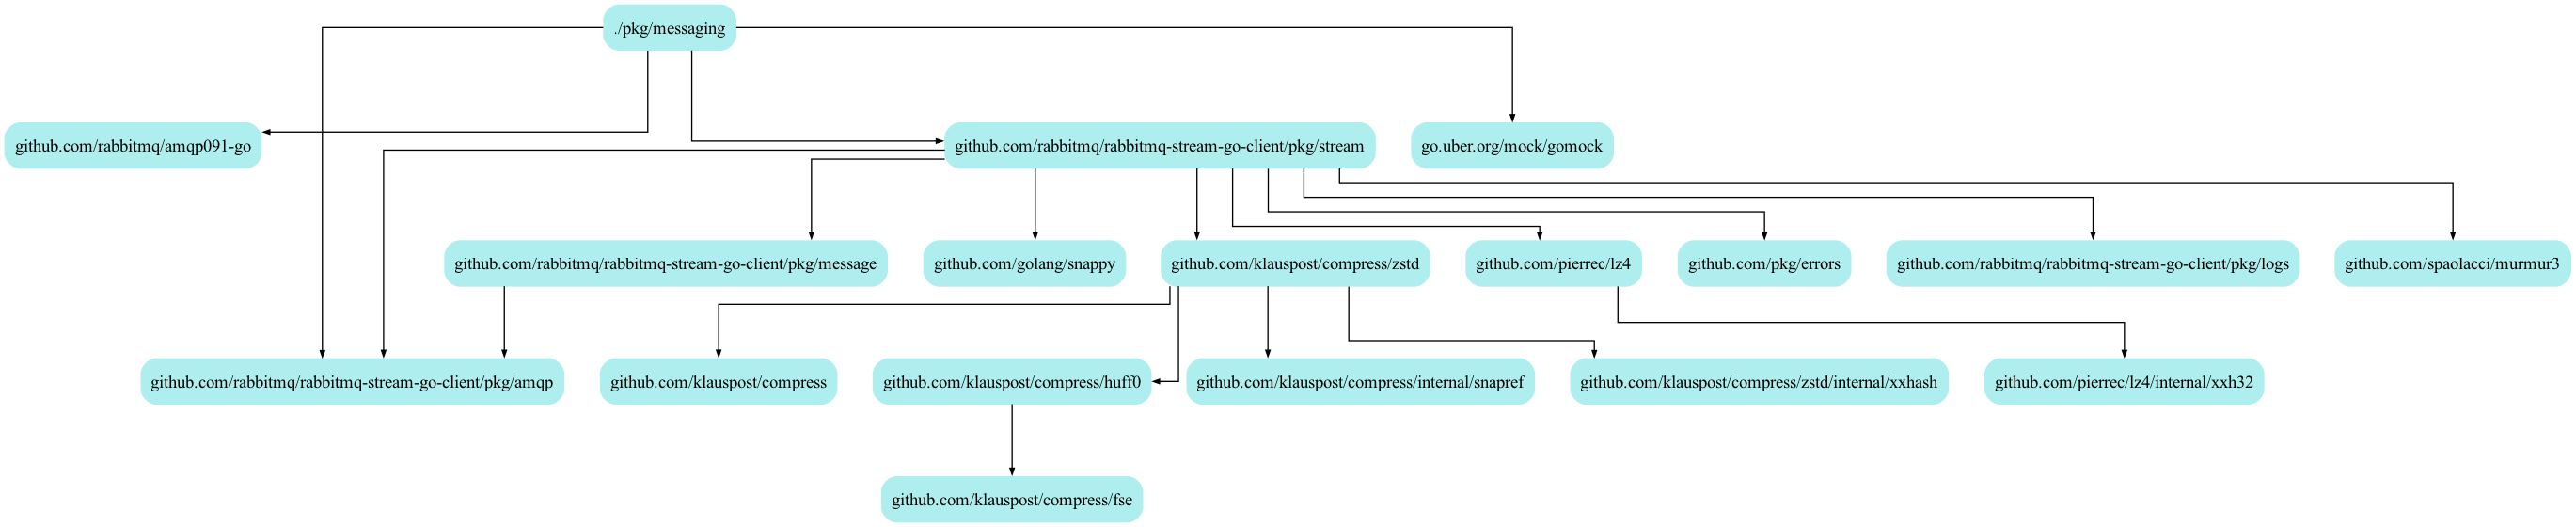 ./pkg/messaging
github.com/rabbitmq/amqp091-go
github.com/rabbitmq/rabbitmq-stream-go-client/pkg/stream
go.uber.org/mock/gomock
github.com/rabbitmq/rabbitmq-stream-go-client/pkg/message
github.com/golang/snappy
github.com/klauspost/compress/zstd
github.com/pierrec/lz4
github.com/pkg/errors
github.com/rabbitmq/rabbitmq-stream-go-client/pkg/logs
github.com/spaolacci/murmur3
github.com/rabbitmq/rabbitmq-stream-go-client/pkg/amqp
github.com/klauspost/compress
github.com/klauspost/compress/huff0
github.com/klauspost/compress/internal/snapref
github.com/klauspost/compress/zstd/internal/xxhash
github.com/pierrec/lz4/internal/xxh32
github.com/klauspost/compress/fse